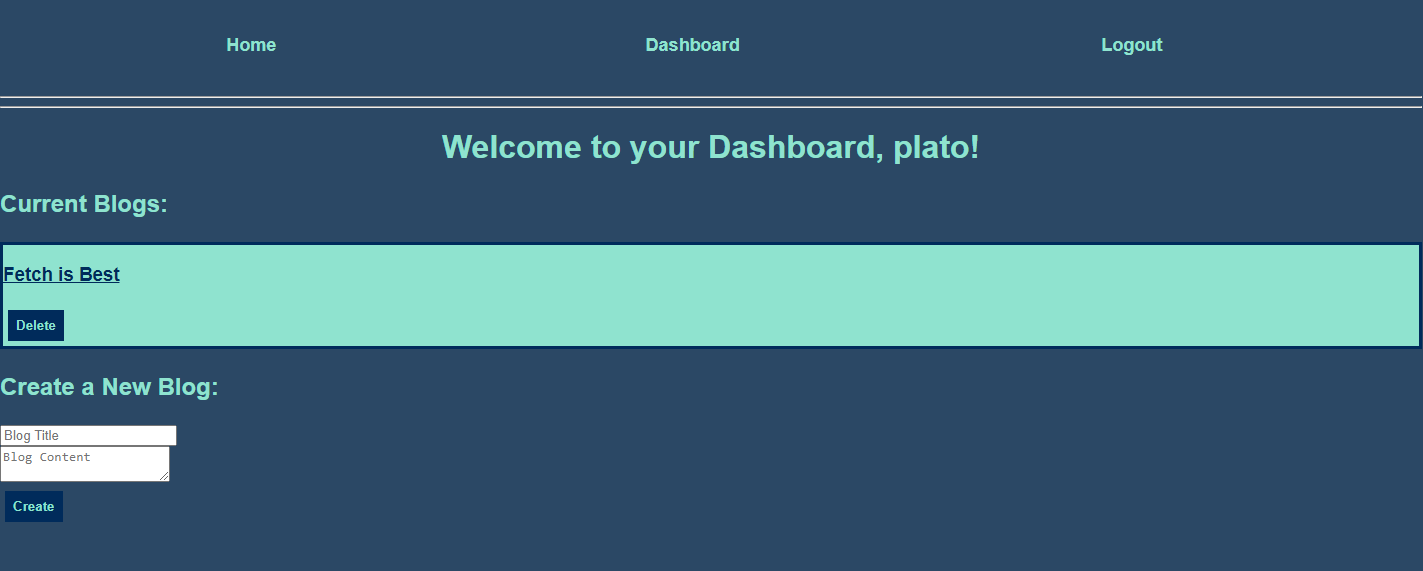 Home Dashboard Logout
Welcome to your Dashboard, plato!
Current Blogs:
Fetch is Best
Delete
Create a New Blog:
Blog Title
Blog Content
Create